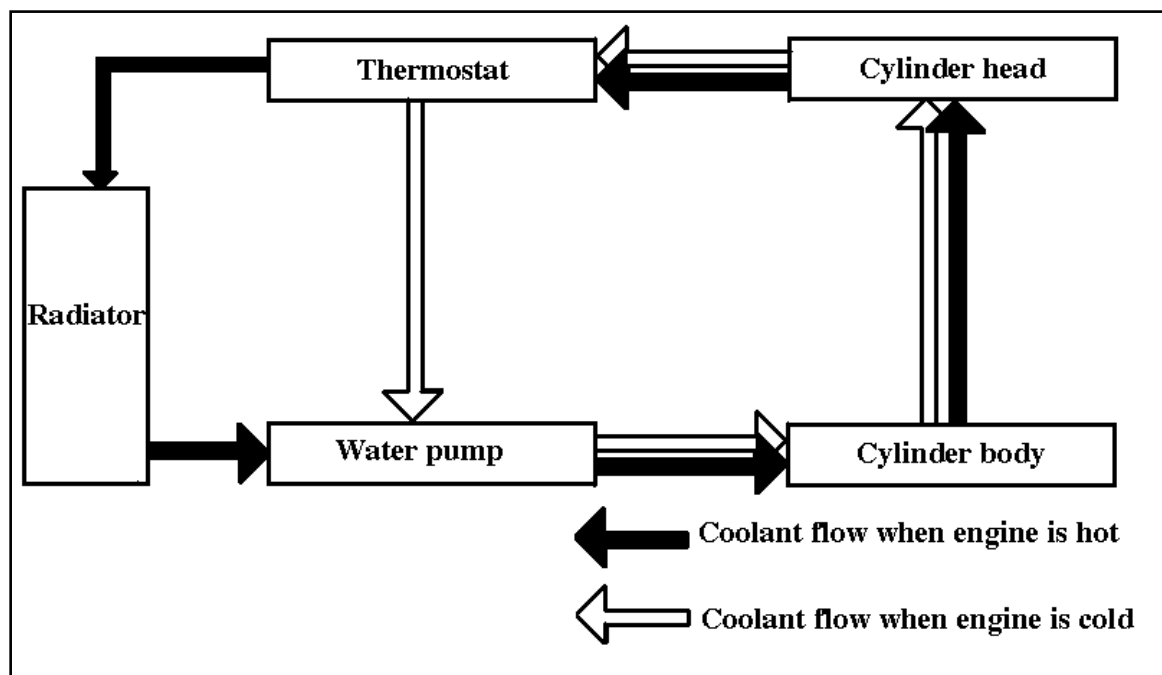 Thermostat
Cylinder head
Radiator
Water pump
Cylinder body
Coolant flow when engine is hot
Coolant flow when engine is cold